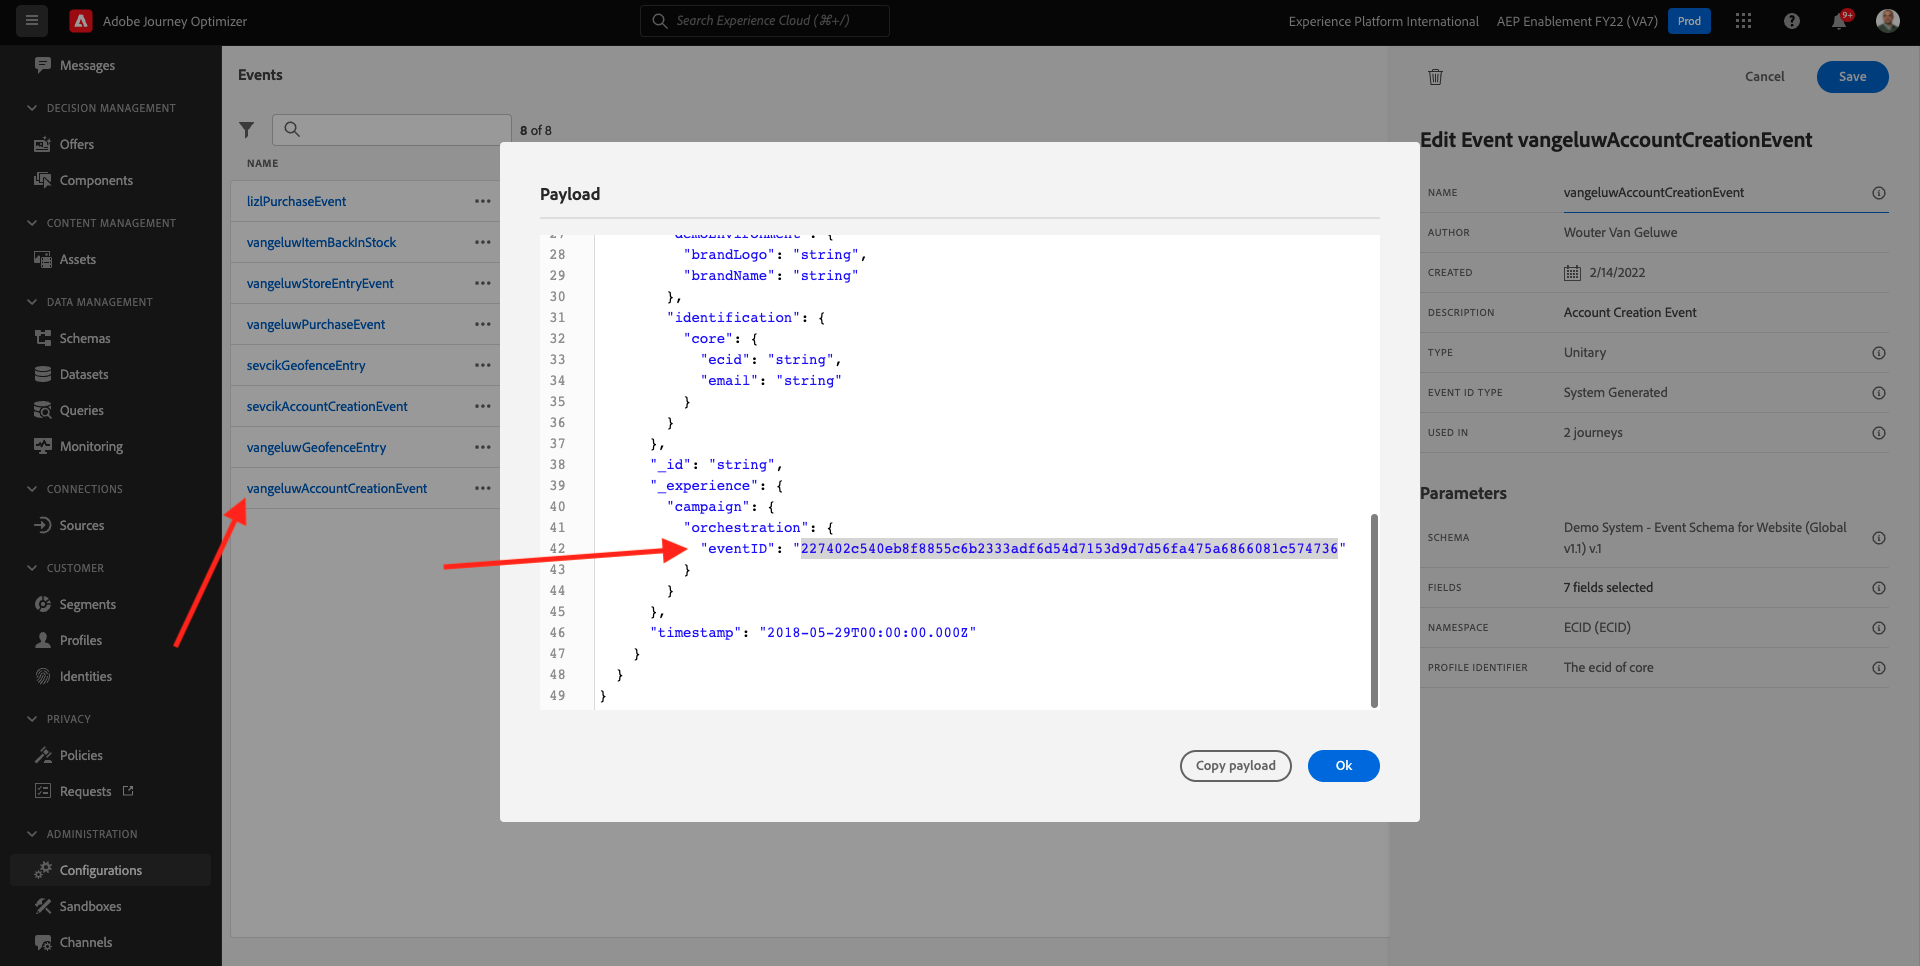 Adobe Journey Optimizer
Search Experience Cloud (⌘+/)
Experience Platform International
AEP Enablement FY22 (VA7)
Prod
9+
Messages
DECISION MANAGEMENT
Offers
Components
CONTENT MANAGEMENT
Assets
DATA MANAGEMENT
Schemas
Datasets
Queries
Monitoring
CONNECTIONS
Sources
CUSTOMER
Segments
Profiles
Identities
PRIVACY
Policies
Requests
ADMINISTRATION
Configurations
Sandboxes
Channels
Events
8 of 8
NAME
lizlPurchaseEvent
vangeluwItemBackInStock
vangeluwStoreEntryEvent
vangeluwPurchaseEvent
sevcikGeofenceEntry
sevcikAccountCreationEvent
vangeluwGeofenceEntry
vangeluwAccountCreationEvent
Payload
27 "demoEnvironment": {
28 "brandLogo": "string",
29 "brandName": "string"
30 },
31 "identification": {
32 "core": {
33 "ecid": "string",
34 "email": "string"
35 }
36 }
37 },
38 "_id": "string",
39 "_experience": {
40 "campaign": {
41 "orchestration": {
42 "eventID": "227402c540eb8f8855c6b2333adf6d54d7153d9d7d56fa475a6866081c574736"
43 }
44 }
45 },
46 "timestamp": "2018-05-29T00:00:00.000Z"
47 }
48 }
49 }
Copy payload
Ok
Cancel
Save
Edit Event vangeluwAccountCreationEvent
NAME vangeluwAccountCreationEvent
AUTHOR Wouter Van Geluwe
CREATED 2/14/2022
DESCRIPTION Account Creation Event
TYPE Unitary
EVENT ID TYPE System Generated
USED IN 2 journeys
Parameters
SCHEMA Demo System - Event Schema for Website (Global
v1.1) v.1
FIELDS 7 fields selected
NAMESPACE ECID (ECID)
PROFILE IDENTIFIER The ecid of core